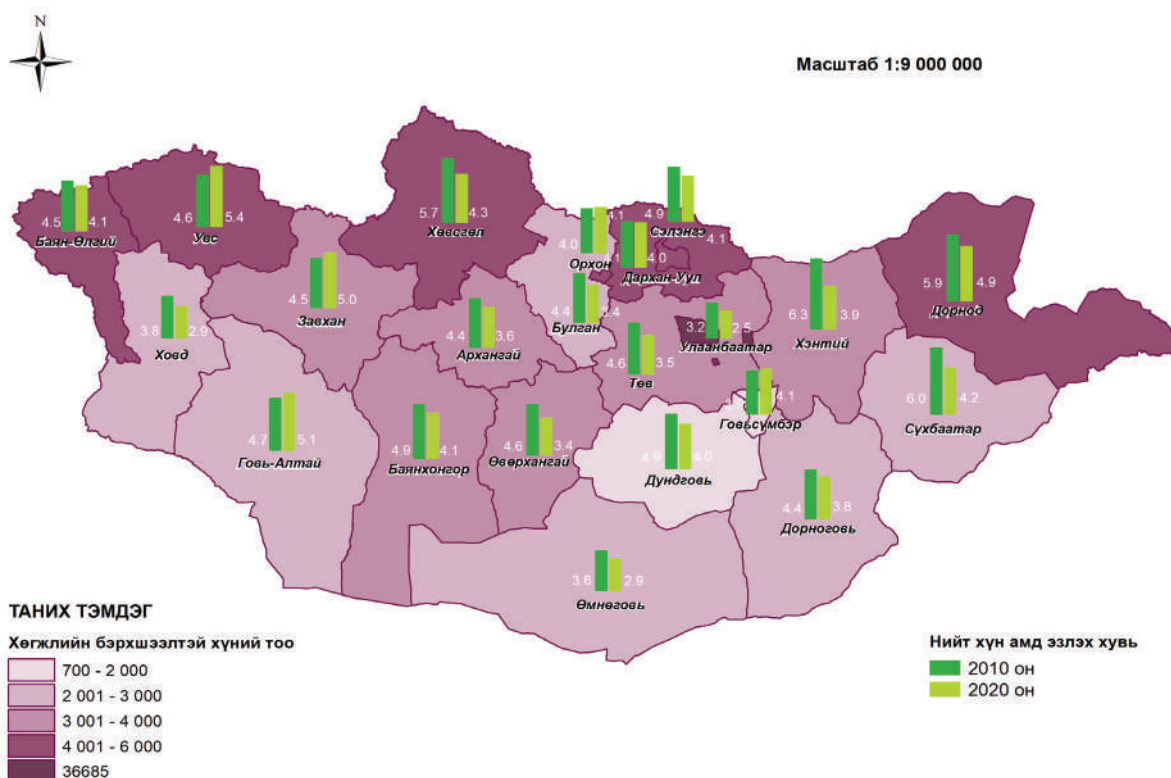 N
Масштаб 1:9 000 000
4.5 4.1
Баян-Өлгий
4.6 5.4
Увс
5.7 4.3
Хөвсгөл
4.9 4.1
Сэлэнгэ
4.0 4.1
Орхон
4.1 4.0
Дархан-Уул
5.9 4.9
Дорнод
3.8 2.9
Ховд
4.5 5.0
Завхан
4.4 3.6
Архангай
4.4 3.4
Булган
3.2 2.5
Улаанбаатар
6.3 3.9
Хэнтий
4.6 3.5
Төв
6.0 4.2
Сүхбаатар
4.1
Говьсүмбэр
4.7 5.1
Говь-Алтай
4.9 4.1
Баянхонгор
4.6 3.4
Өвөрхангай
4.9 4.0
Дундговь
4.4 3.8
Дорноговь
3.6 2.9
Өмнөговь
ТАНИХ ТЭМДЭГ
Хөгжлийн бэрхшээлтэй хүний тоо
700 - 2 000
2 001 - 3 000
3 001 - 4 000
4 001 - 6 000
36685
Нийт хүн амд эзлэх хувь
2010 он
2020 он